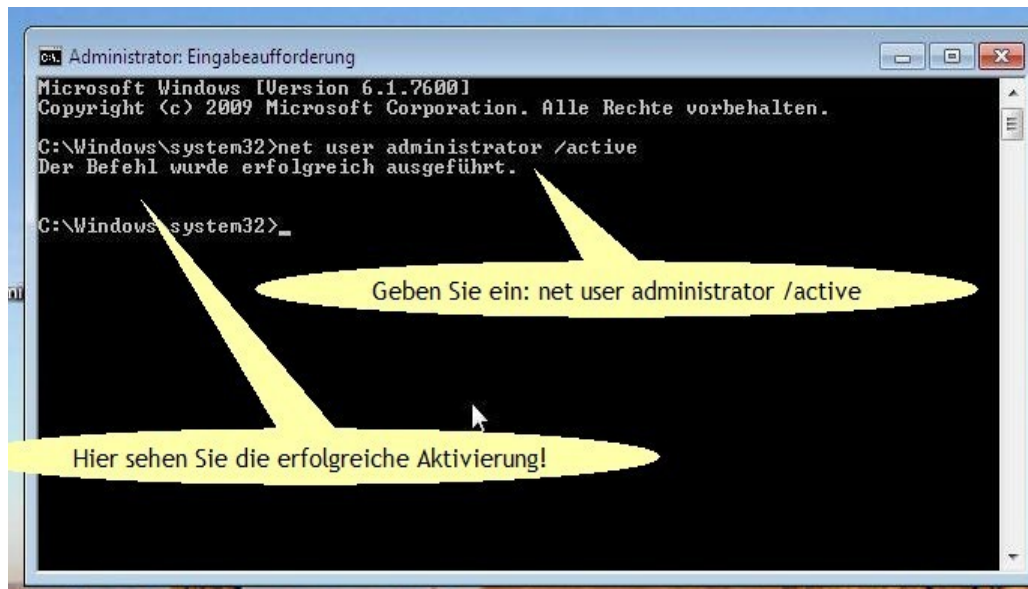 Administrator: Eingabeaufforderung
Microsoft Windows [Version 6.1.7600]
Copyright (c) 2009 Microsoft Corporation. Alle Rechte vorbehalten.
C:\Windows\system32>net user administrator /active
Der Befehl wurde erfolgreich ausgeführt.
C:\Windows\system32>_
Geben Sie ein: net user administrator /active
Hier sehen Sie die erfolgreiche Aktivierung!